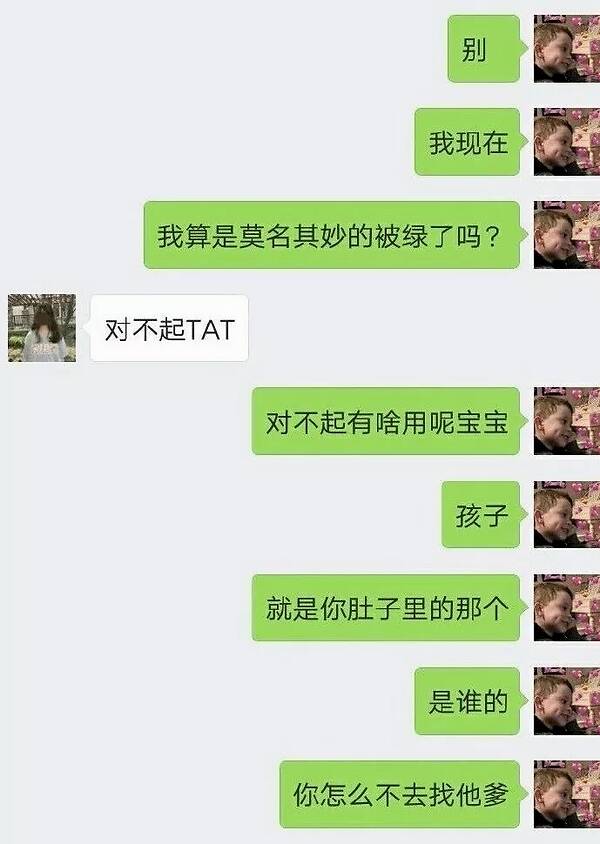 别
我现在
我算是莫名其妙的被绿了吗？
对不起TAT
对不起有啥用呢宝宝
孩子
就是你肚子里的那个
是谁的
你怎么不去找他爹